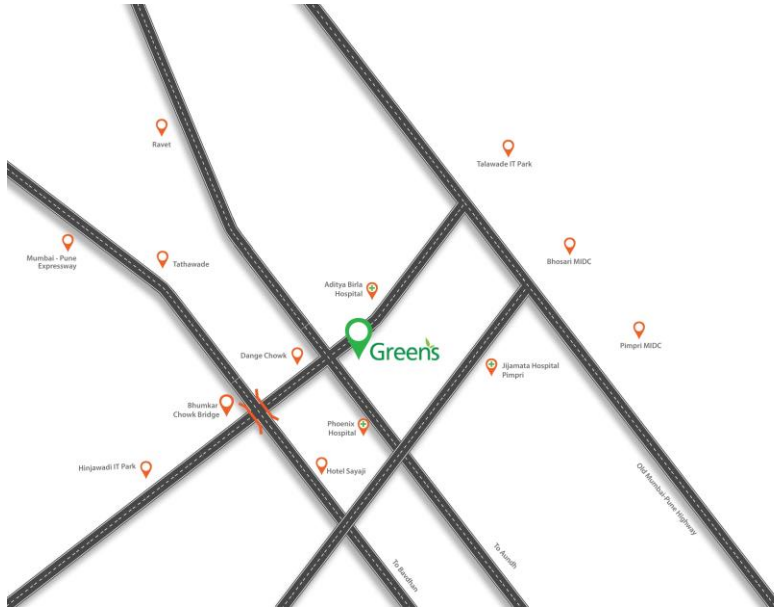 Ravet
Talawade IT Park
Mumbai - Pune
Expressway
Tathawade
Bhosari MIDC
Aditya Birla
Hospital
Greens
Pimpri MIDC
Dange Chowk
Jijamata Hospital
Pimpri
Bhumkar
Chowk Bridge
Phoenix
Hospital
Hinjawadi IT Park
Hotel Sayaji
Old Mumbai-Pune Highway
To Bavdhan
To Aundh